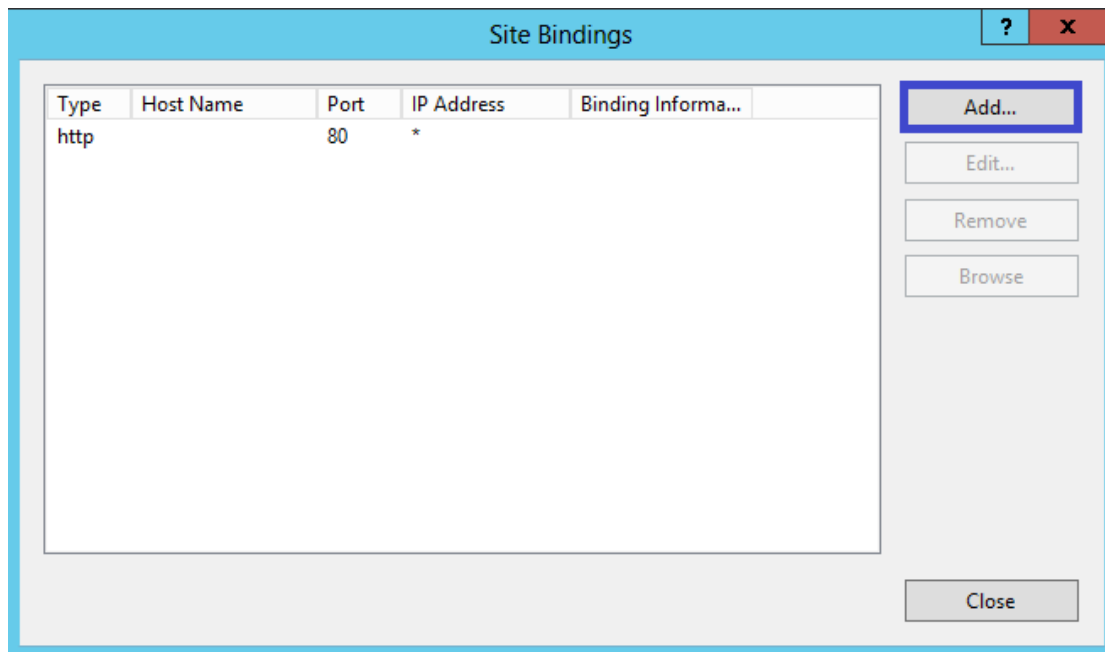 Site Bindings
? x
Type Host Name Port IP Address Binding Informa...
http 80 *
Add...
Edit...
Remove
Browse
Close